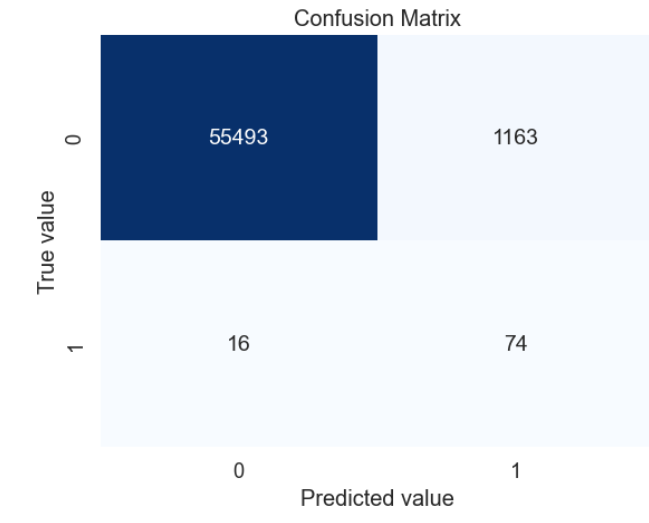 Confusion Matrix
True value
0
55493
1163
1
16
74
0
1
Predicted value